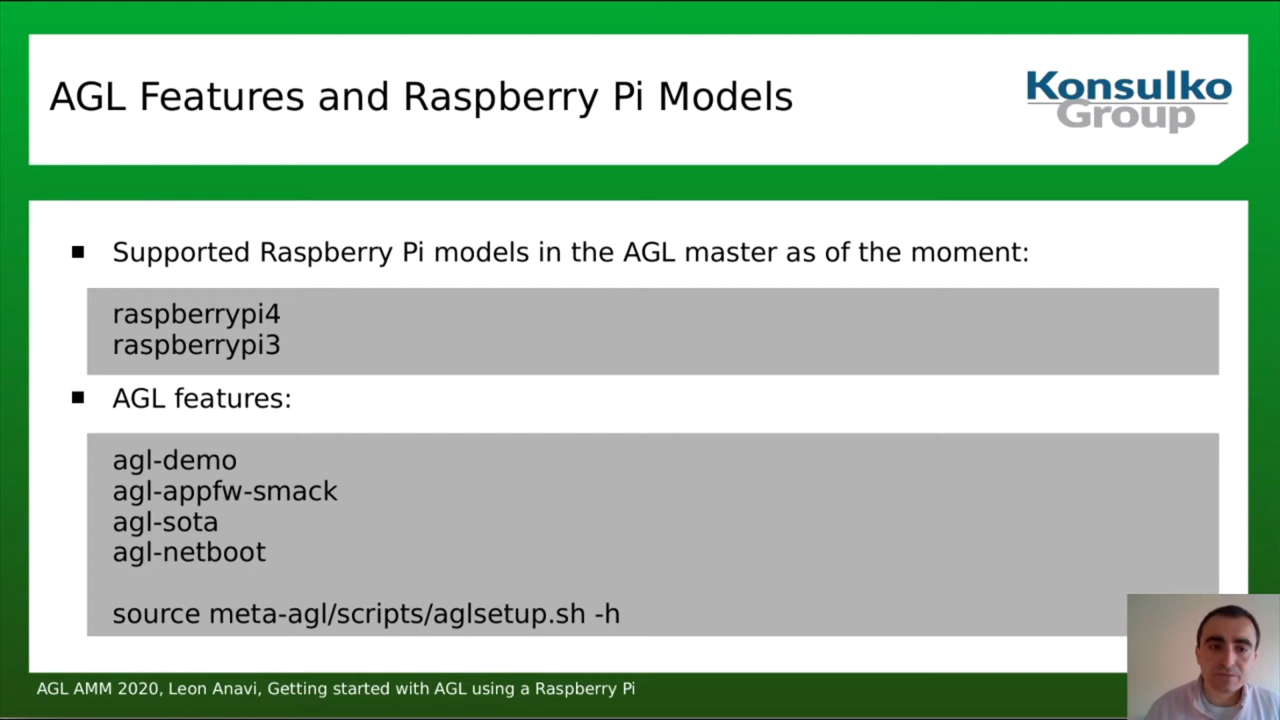 AGL Features and Raspberry Pi Models
Konsulko
Group
Supported Raspberry Pi models in the AGL master as of the moment:
raspberrypi4
raspberrypi3
AGL features:
agl-demo
agl-appfw-smack
agl-sota
agl-netboot
source meta-agl/scripts/aglsetup.sh -h
AGL AMM 2020, Leon Anavi, Getting started with AGL using a Raspberry Pi